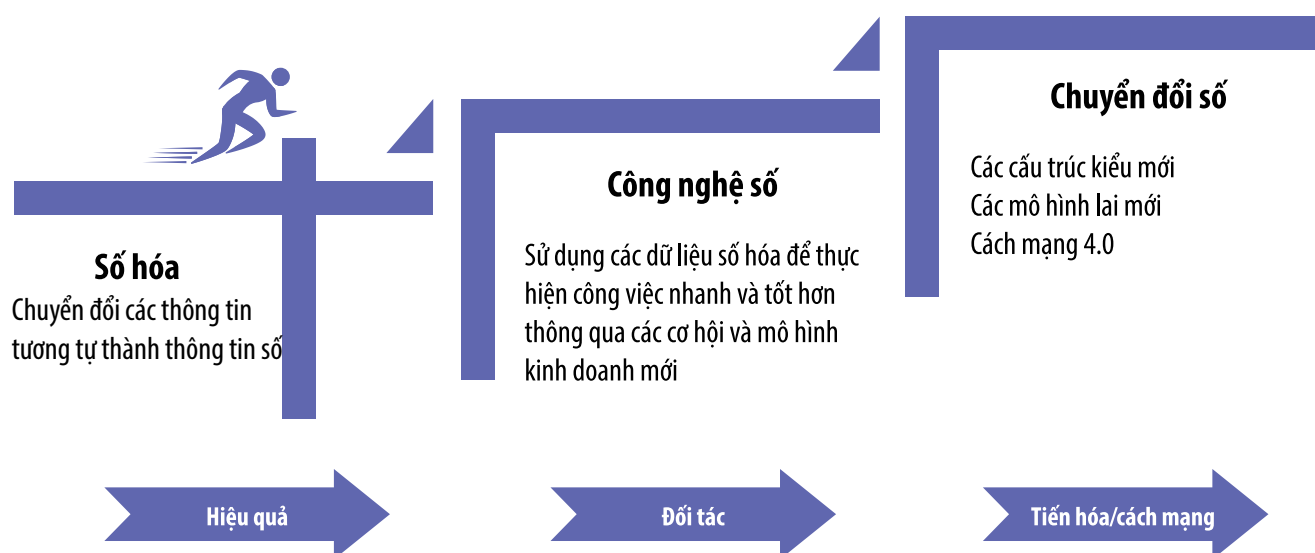 Số hóa
Chuyển đổi các thông tin
tương tự thành thông tin số
Công nghệ số
Sử dụng các dữ liệu số hóa để thực
hiện công việc nhanh và tốt hơn
thông qua các cơ hội và mô hình
kinh doanh mới
Chuyển đổi số
Các cấu trúc kiểu mới
Các mô hình lai mới
Cách mạng 4.0
Hiệu quả
Đối tác
Tiến hóa/cách mạng